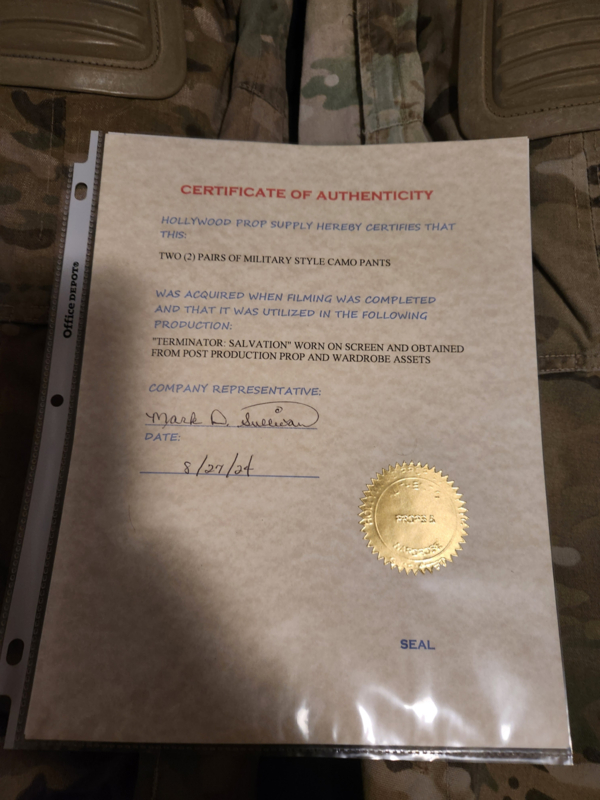 CERTIFICATE OF AUTHENTICITY
HOLLYWOOD PROP SUPPLY HEREBY CERTIFIES THAT
THIS:
TWO (2) PAIRS OF MILITARY STYLE CAMO PANTS
WAS ACQUIRED WHEN FILMING WAS COMPLETED
AND THAT IT WAS UTILIZED IN THE FOLLOWING
PRODUCTION:
"TERMINATOR: SALVATION" WORN ON SCREEN AND OBTAINED
FROM POST PRODUCTION PROP AND WARDROBE ASSETS
COMPANY REPRESENTATIVE:
Mark D. Sullivan
DATE:
8/27/24
PROPS &
SEAL
Office DEPOT®